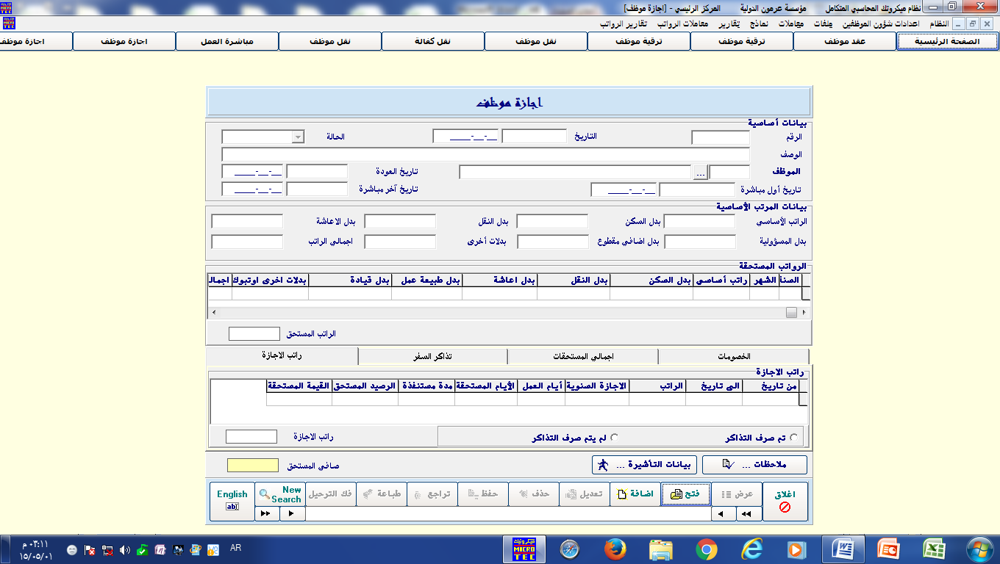 نظام ميكروتك المحاسبي المتكامل مؤسسة عرمون الدولية المركز الرئيسي - [اجازة موظف]
النظام اعدادات شؤون الموظفين ملفات معاملات نماذج تقارير معاملات الرواتب تقارير الرواتب
الصفحة الرئيسية عقد موظف ترقية موظف ترقية موظف نقل موظف نقل كفالة نقل موظف مباشرة العمل اجازة موظف اجازة موظف
اجازة موظف
بيانات أساسية
الرقم التاريخ __-__-____ الحالة
الوصف
الموظف ... تاريخ العودة __-__-____
تاريخ أول مباشرة __-__-____ تاريخ آخر مباشرة __-__-____
بيانات المرتب الأساسية
الراتب الأساسي بدل السكن بدل النقل بدل الاعاشة
بدل المسؤولية بدل اضافي مقطوع بدلات أخرى اجمالي الراتب
الرواتب المستحقة
السنة الشهر راتب أساسي بدل السكن بدل النقل بدل اعاشة بدل طبيعة عمل بدل قيادة بدلات اخرى اوتبوك اجمال
الراتب المستحق
الخصومات اجمالي المستحقات تذاكر السفر راتب الاجازة
راتب الاجازة
من تاريخ الى تاريخ الراتب الاجازة السنوية أيام العمل الأيام المستحقة مدة مستنفذة الرصيد المستحق القيمة المستحقة
تم صرف التذاكر لم يتم صرف التذاكر راتب الاجازة
ملاحظات ... بيانات التأشيرة ... صافي المستحق
اغلاق عرض فتح اضافة تعديل حذف حفظ تراجع طباعة فك الترحيل New Search English
ab
ميكروتك
MICRO
TEC
AR
٠٣:١١ م
١٥/٠٥/٠١